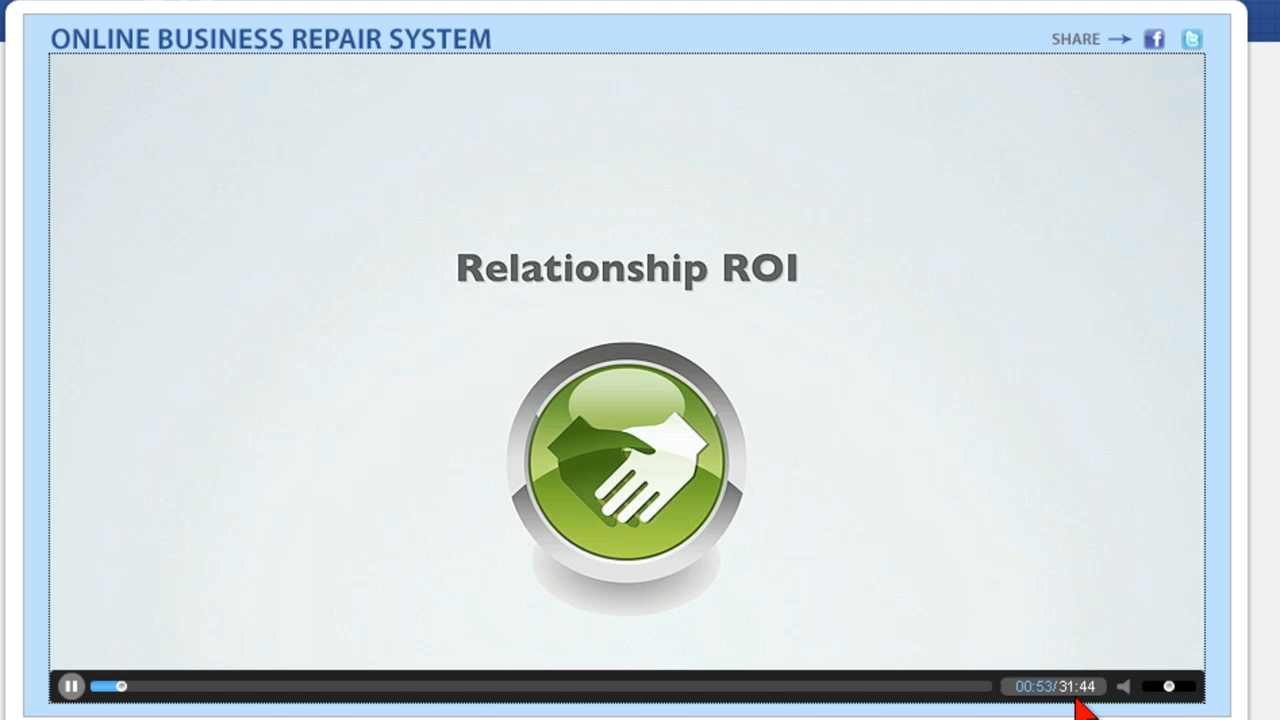 ONLINE BUSINESS REPAIR SYSTEM
SHARE
f
t
Relationship ROI
00:53/31:44